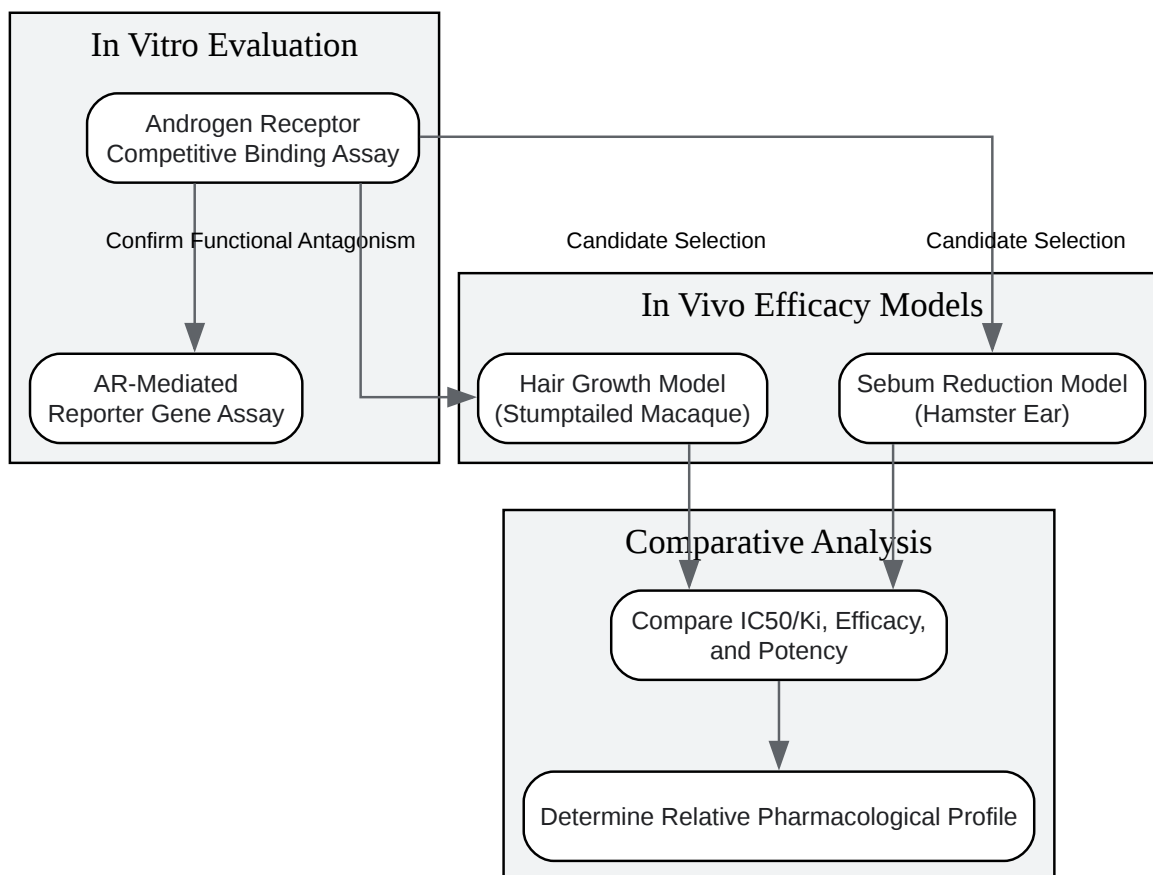 In Vitro Evaluation
Androgen Receptor
Competitive Binding Assay
Confirm Functional Antagonism
Candidate Selection
Candidate Selection
In Vivo Efficacy Models
AR-Mediated
Reporter Gene Assay
Hair Growth Model
(Stumptailed Macaque)
Sebum Reduction Model
(Hamster Ear)
Comparative Analysis
Compare IC50/Ki, Efficacy,
and Potency
Determine Relative Pharmacological Profile